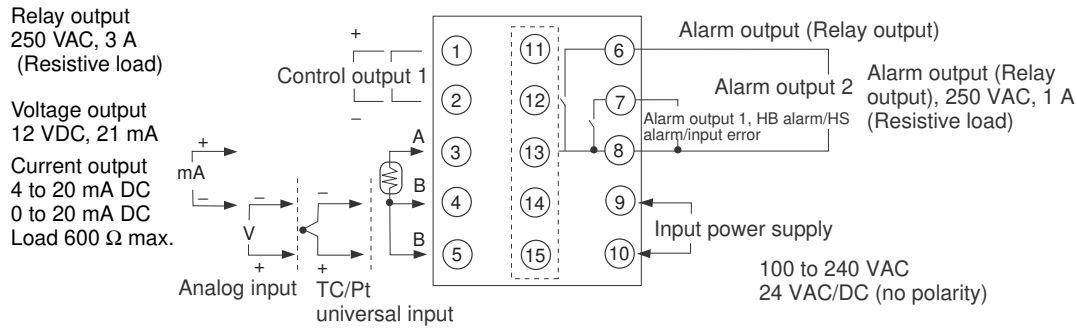 Relay output
250 VAC, 3 A
(Resistive load)
Voltage output
12 VDC, 21 mA
Current output
4 to 20 mA DC
0 to 20 mA DC
Load 600 Ω max.
+
Control output 1
–
+
mA
–
–
V
+
Analog input
–
+
TC/Pt
universal input
A
B
B
1
2
3
4
5
11
12
13
14
15
6
7
8
9
10
Alarm output (Relay output)
Alarm output 2
Alarm output 1, HB alarm/HS
alarm/input error
Alarm output (Relay
output), 250 VAC, 1 A
(Resistive load)
Input power supply
100 to 240 VAC
24 VAC/DC (no polarity)